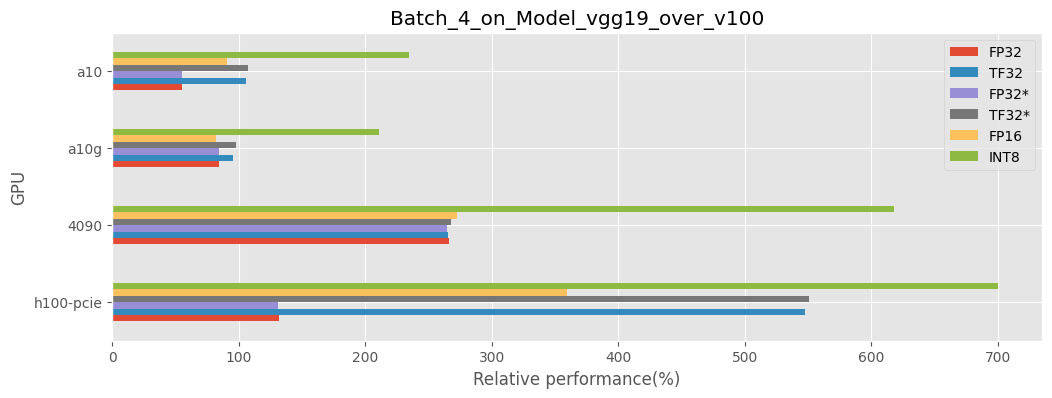 Batch_4_on_Model_vgg19_over_v100
FP32
TF32
FP32*
TF32*
FP16
INT8
a10
a10g
4090
h100-pcie
GPU
0 100 200 300 400 500 600 700
Relative performance(%)